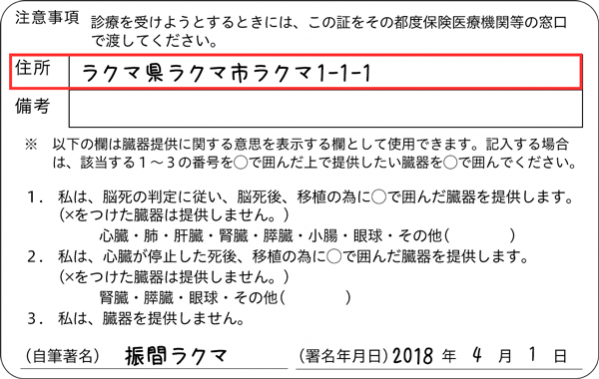 注意事項 診療を受けようとするときには、この証をその都度保険医療機関等の窓口
で渡してください。
住所 ラクマ県ラクマ市ラクマ1-1-1
備考
※ 以下の欄は臓器提供に関する意思を表示する欄として使用できます。記入する場合
は、該当する1~3の番号を○で囲んだ上で提供したい臓器を○で囲んでください。
1. 私は、脳死の判定に従い、脳死後、移植の為に○で囲んだ臓器を提供します。
(×をつけた臓器は提供しません。)
心臓・肺・肝臓・腎臓・膵臓・小腸・眼球・その他( )
2. 私は、心臓が停止した死後、移植の為に○で囲んだ臓器を提供します。
(×をつけた臓器は提供しません。)
腎臓・膵臓・眼球・その他( )
3. 私は、臓器を提供しません。
(自筆著名) 振間ラクマ (署名年月日) 2018 年 4 月 1 日